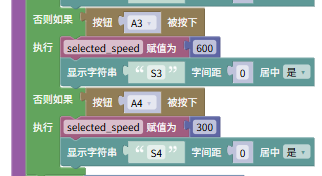 否则如果 按钮 A3 被按下
执行 selected_speed 赋值为 600
显示字符串 “ S3 ” 字间距 0 居中 是
否则如果 按钮 A4 被按下
执行 selected_speed 赋值为 300
显示字符串 “ S4 ” 字间距 0 居中 是